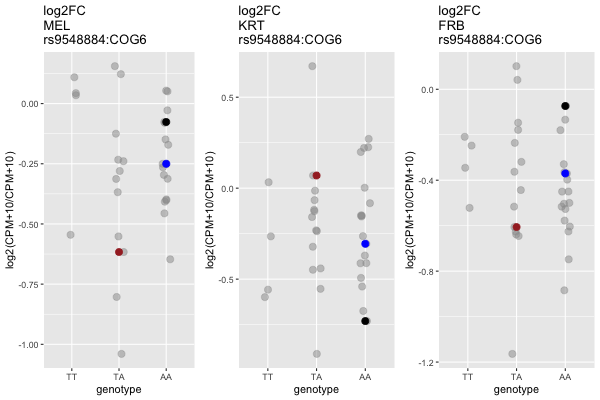 log2FC
MEL
rs9548884:COG6
log2(CPM+10/CPM+10)
0.00
-0.25
-0.50
-0.75
-1.00
TT TA AA
genotype
log2FC
KRT
rs9548884:COG6
log2(CPM+10/CPM+10)
0.5
0.0
-0.5
TT TA AA
genotype
log2FC
FRB
rs9548884:COG6
log2(CPM+10/CPM+10)
0.0
-0.4
-0.8
-1.2
TT TA AA
genotype